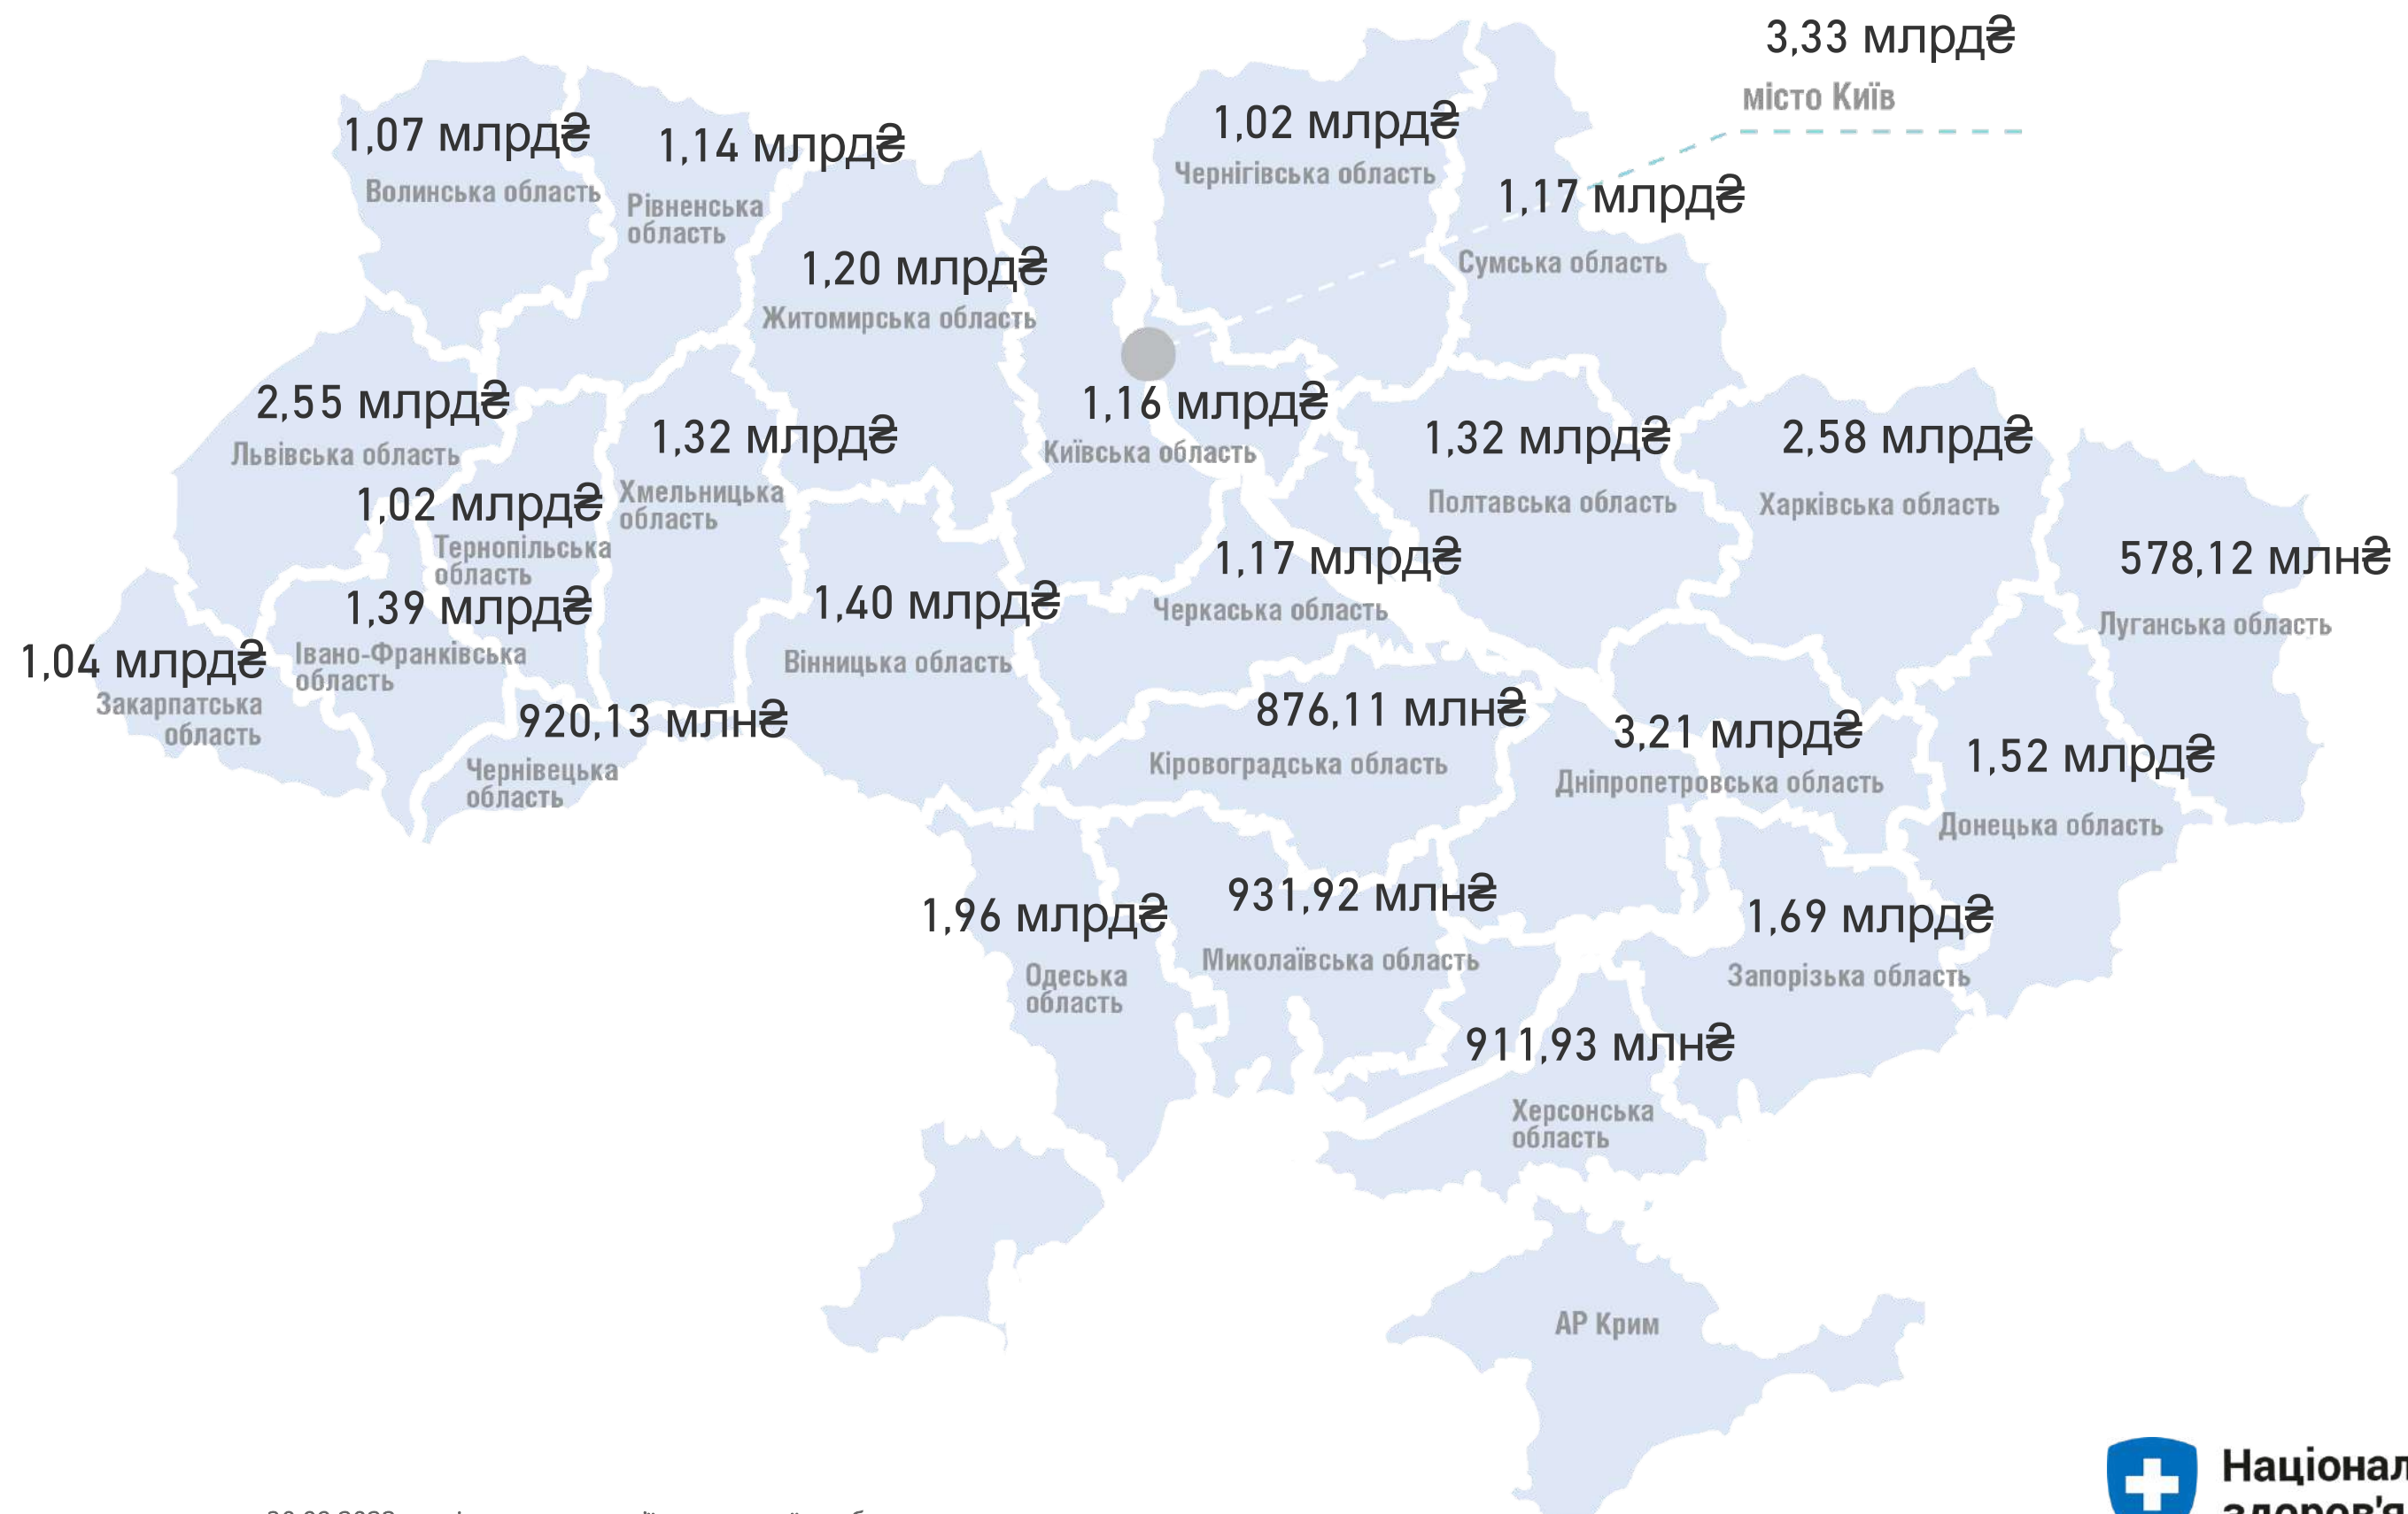 3,33 млрд₴
місто Київ
1,07 млрд₴
Волинська область
1,14 млрд₴
Рівненська
область
1,02 млрд₴
Чернігівська область
1,17 млрд₴
Сумська область
1,20 млрд₴
Житомирська область
2,55 млрд₴
Львівська область
1,32 млрд₴
Хмельницька
область
1,16 млрд₴
Київська область
1,32 млрд₴
Полтавська область
2,58 млрд₴
Харківська область
1,02 млрд₴
Тернопільська
область
578,12 млн₴
Луганська область
1,39 млрд₴
Івано-Франківська
область
1,40 млрд₴
Вінницька область
1,17 млрд₴
Черкаська область
1,04 млрд₴
Закарпатська
область
920,13 млн₴
Чернівецька
область
876,11 млн₴
Кіровоградська область
3,21 млрд₴
Дніпропетровська область
1,52 млрд₴
Донецька область
1,96 млрд₴
Одеська
область
931,92 млн₴
Миколаївська область
1,69 млрд₴
Запорізька область
911,93 млн₴
Херсонська
область
АР Крим
Націонал
здоров'я